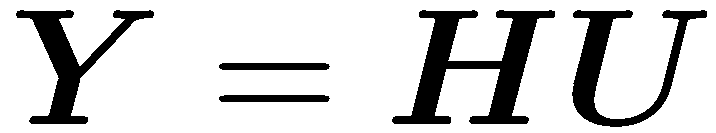 Y = HU